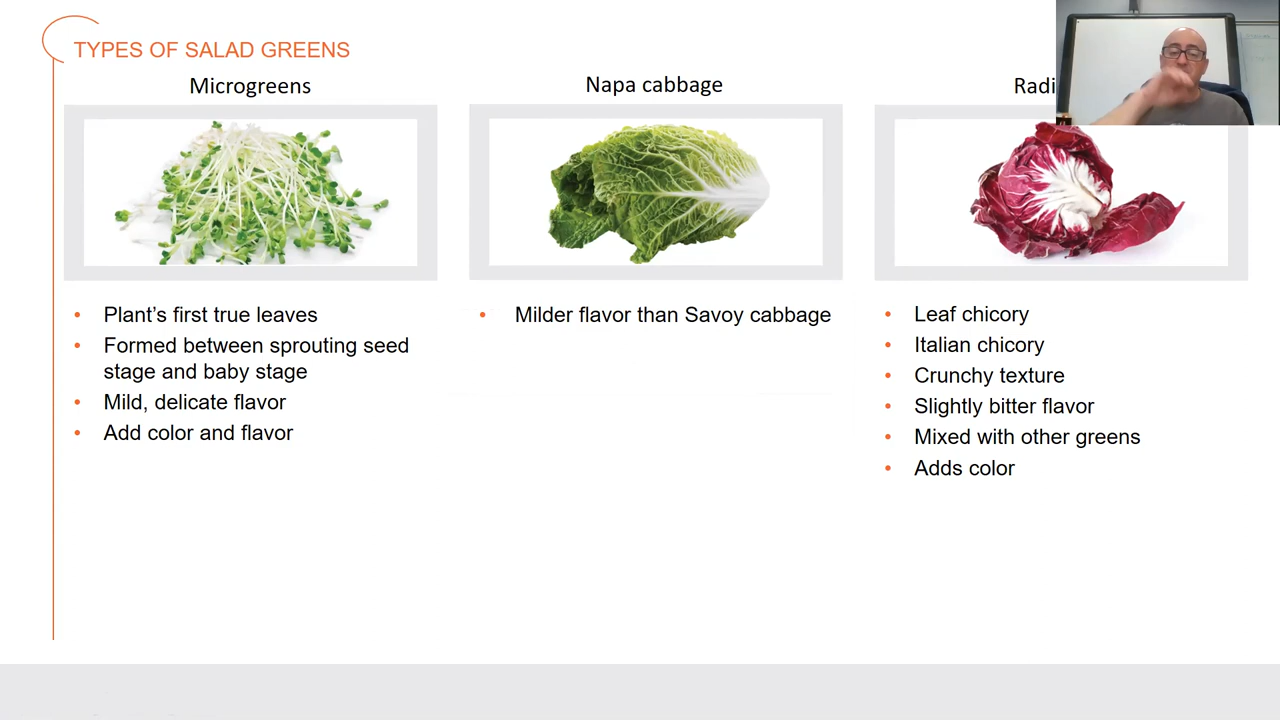 TYPES OF SALAD GREENS
Microgreens
Plant’s first true leaves
Formed between sprouting seed
stage and baby stage
Mild, delicate flavor
Add color and flavor
Napa cabbage
Milder flavor than Savoy cabbage
Radi
Leaf chicory
Italian chicory
Crunchy texture
Slightly bitter flavor
Mixed with other greens
Adds color